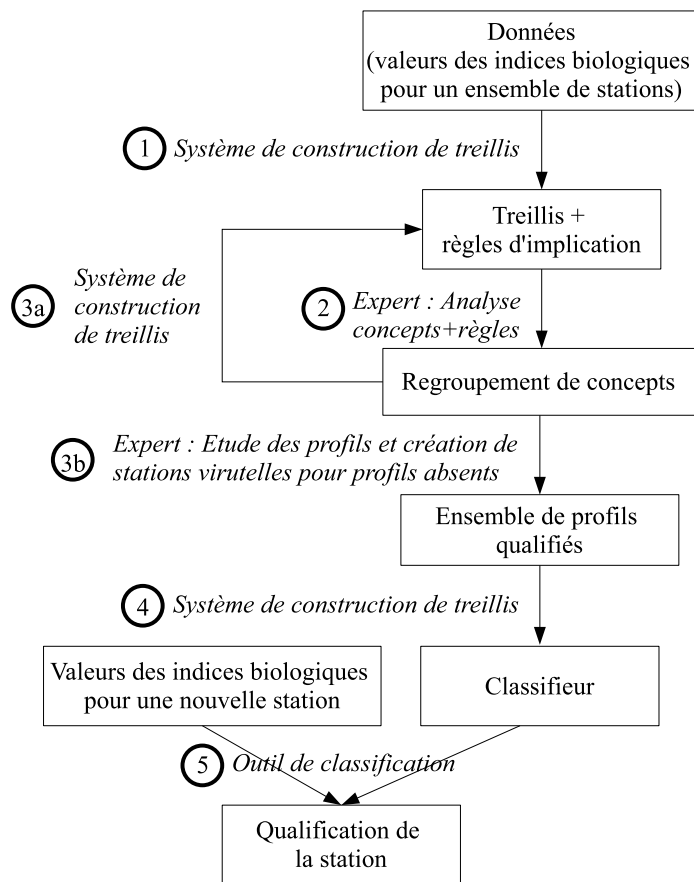 Données
(valeurs des indices biologiques
pour un ensemble de stations)
1 Système de construction de treillis
Treillis +
règles d'implication
3a
Système de
construction
de treillis
2
Expert : Analyse
concepts+règles
Regroupement de concepts
3b
Expert : Etude des profils et création de
stations virutelles pour profils absents
Ensemble de profils
qualifiés
4 Système de construction de treillis
Valeurs des indices biologiques
pour une nouvelle station
Classifieur
5 Outil de classification
Qualification de
la station